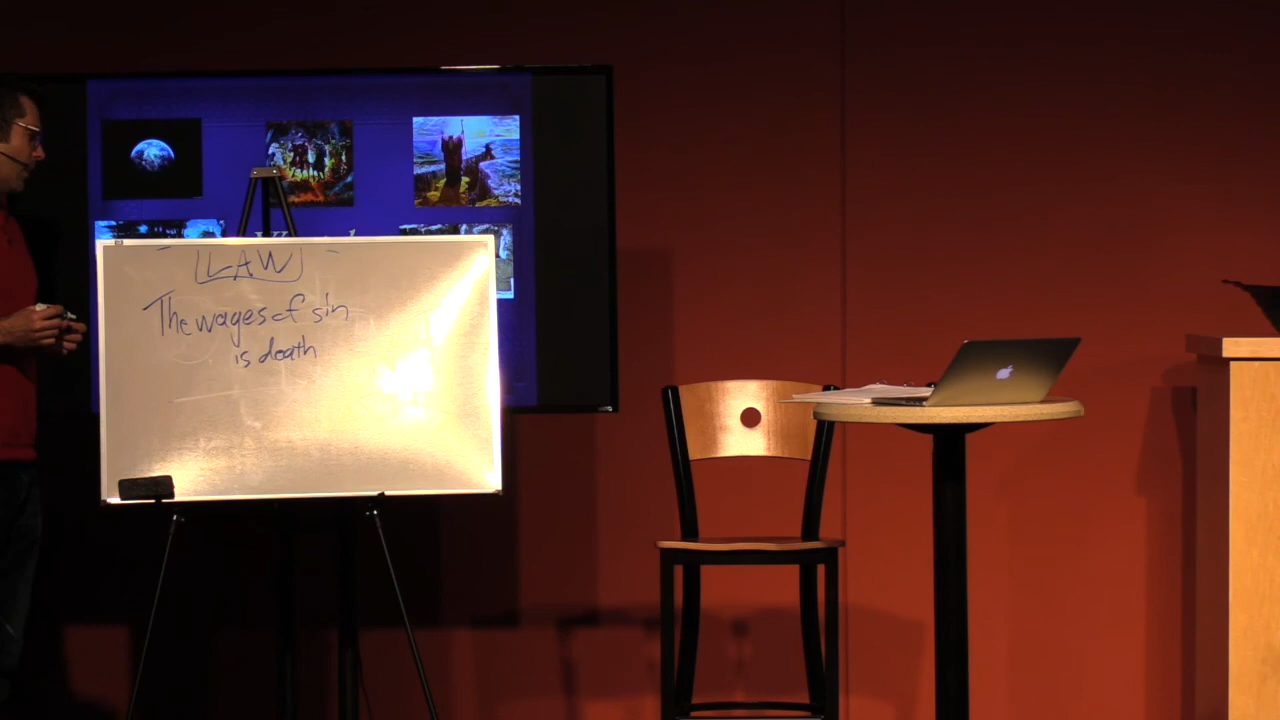 LAW
The wages of sin
is death